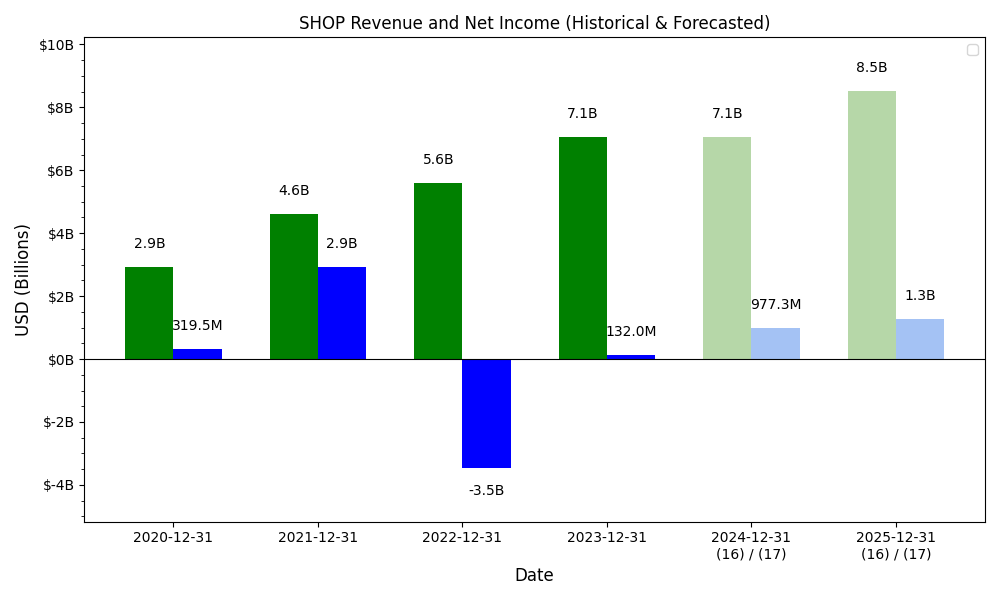 SHOP Revenue and Net Income (Historical & Forecasted)
USD (Billions)
$10B
$8B
$6B
$4B
$2B
$0B
$-2B
$-4B
2.9B
319.5M
4.6B
2.9B
5.6B
-3.5B
7.1B
132.0M
7.1B
977.3M
8.5B
1.3B
2020-12-31
2021-12-31
2022-12-31
2023-12-31
2024-12-31
(16) / (17)
2025-12-31
(16) / (17)
Date